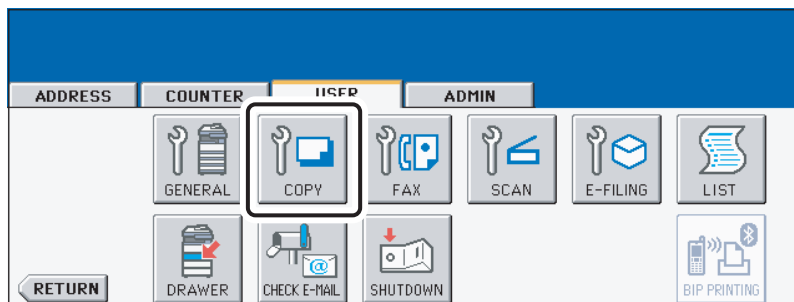 ADDRESS COUNTER USER ADMIN
GENERAL COPY FAX SCAN E-FILING LIST
DRAWER CHECK E-MAIL SHUTDOWN BIP PRINTING
RETURN